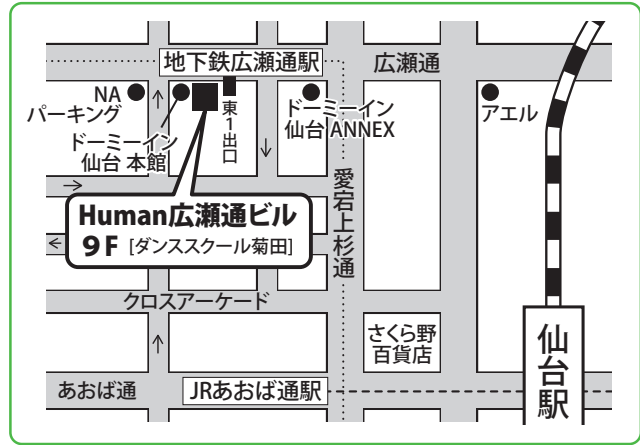 地下鉄広瀬通駅
広瀬通
NA
パーキング
ドーミーイン
仙台 本館
東1出口
ドーミーイン
仙台 ANNEX
アエル
愛宕上杉通
Human広瀬通ビル
9F [ダンススクール菊田]
クロスアーケード
さくら野
百貨店
仙台駅
あおば通
JRあおば通駅